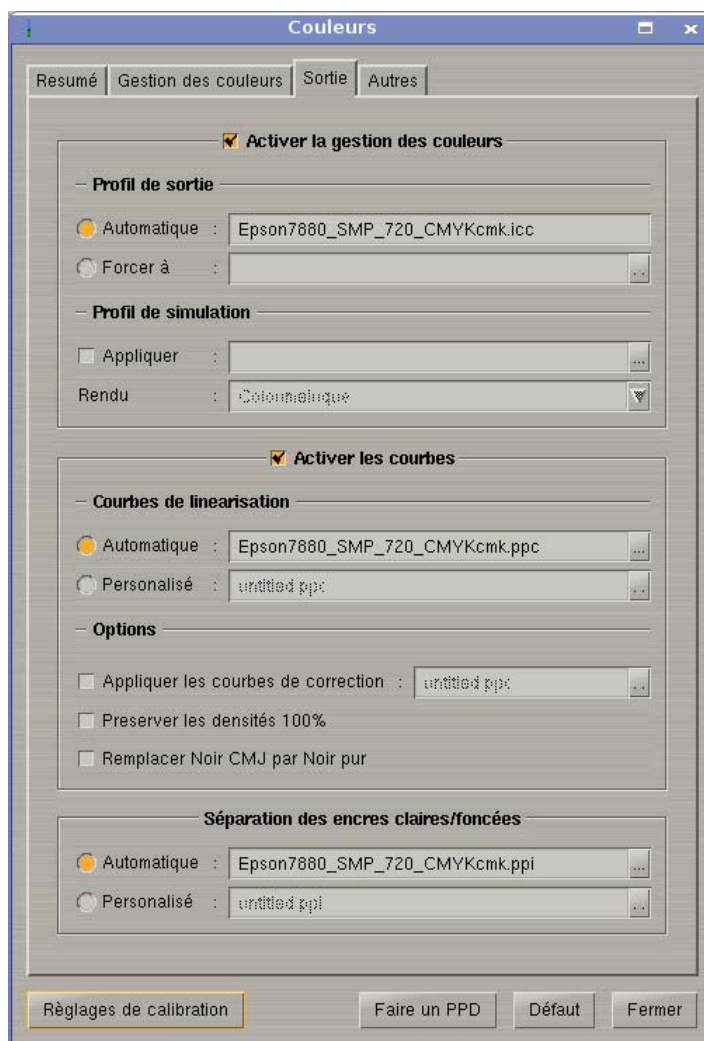 Couleurs
Resumé Gestion des couleurs Sortie Autres
Activer la gestion des couleurs
Profil de sortie
Automatique : Epson7880_SMP_720_CMYKcmk.icc
Forcer à : ..
Profil de simulation
Appliquer : ...
Rendu : Colorimétrique
Activer les courbes
Courbes de linearisation
Automatique : Epson7880_SMP_720_CMYKcmk.ppc ...
Personalisé : untitled.ppc ..
Options
Appliquer les courbes de correction : untitled.ppc ..
Preserver les densités 100%
Remplacer Noir CMJ par Noir pur
Séparation des encres claires/foncées
Automatique : Epson7880_SMP_720_CMYKcmk.ppi ...
Personalisé : untitled.ppi ..
Règlages de calibration Faire un PPD Défaut Fermer